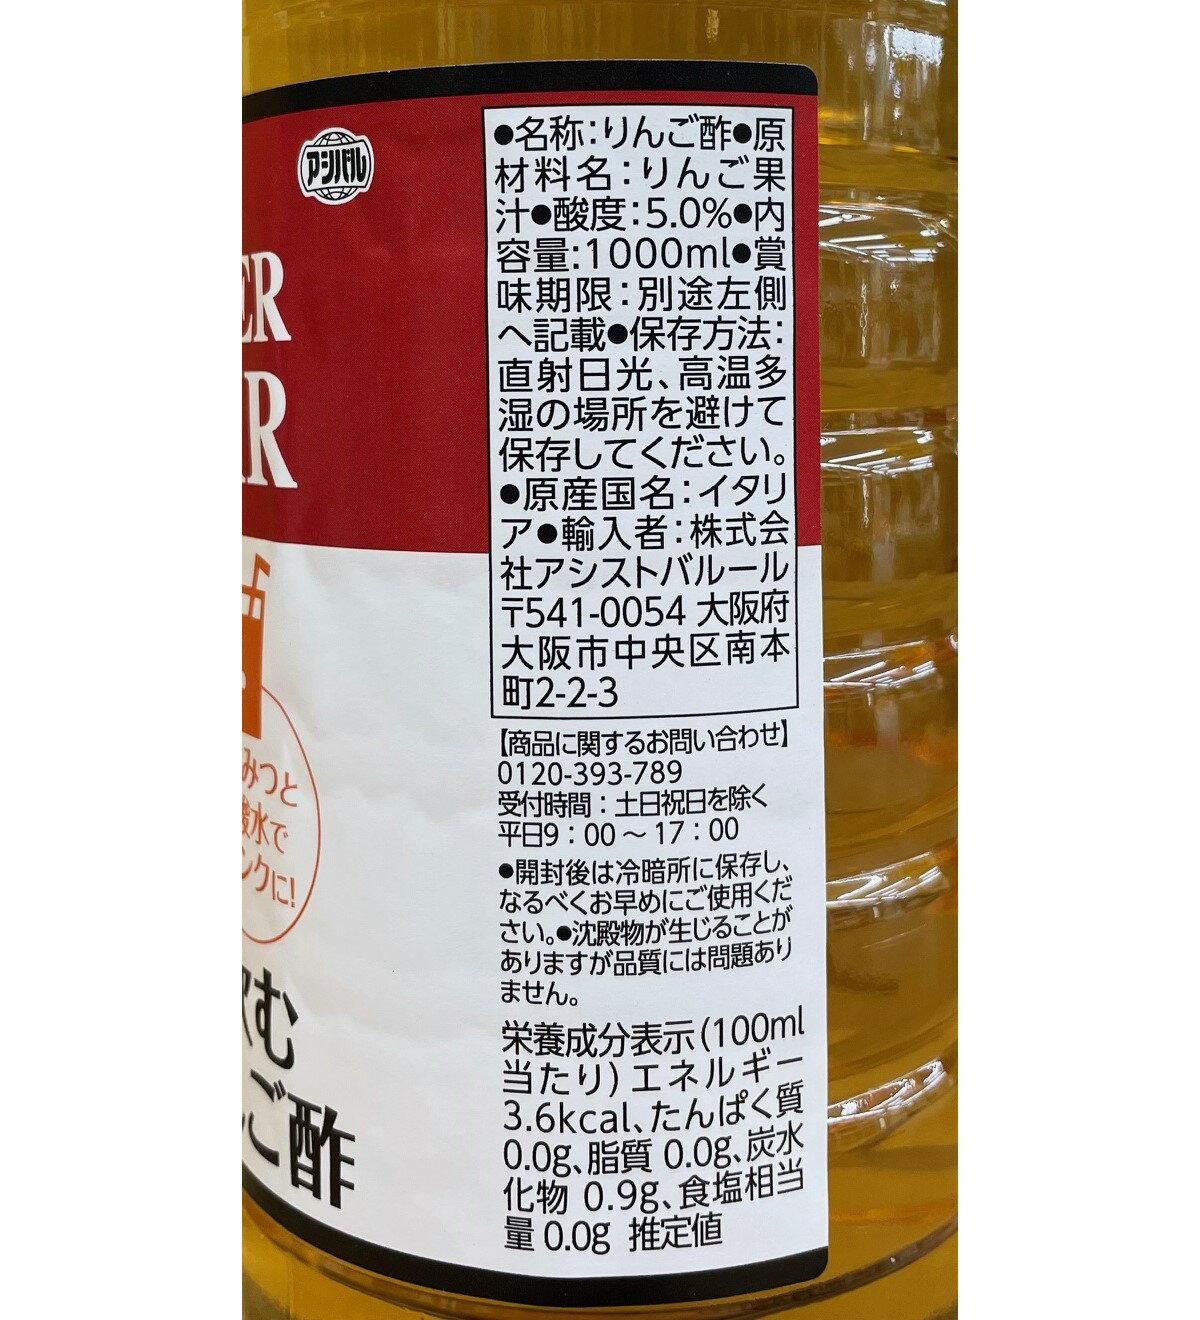 アシバル
ER
R
みつと
酸水で
ンクに!
飲む
ご酢
●名称:りんご酢●原
材料名:りんご果
汁●酸度:5.0%●内
容量:1000ml●賞
味期限:別途左側
へ記載●保存方法:
直射日光、高温多
湿の場所を避けて
保存してください。
●原産国名:イタリ
ア●輸入者:株式会
社アシストバルール
〒541-0054 大阪府
大阪市中央区南本
町2-2-3
【商品に関するお問い合わせ】
0120-393-789
受付時間:土日祝日を除く
平日9:00～17:00
●開封後は冷暗所に保存し、
なるべくお早めにご使用くだ
さい。●沈殿物が生じることが
ありますが品質には問題あり
ません。
栄養成分表示(100ml
当たり)エネルギー
3.6kcal、たんぱく質
0.0g、脂質 0.0g、炭水
化物 0.9g、食塩相当
量 0.0g 推定値